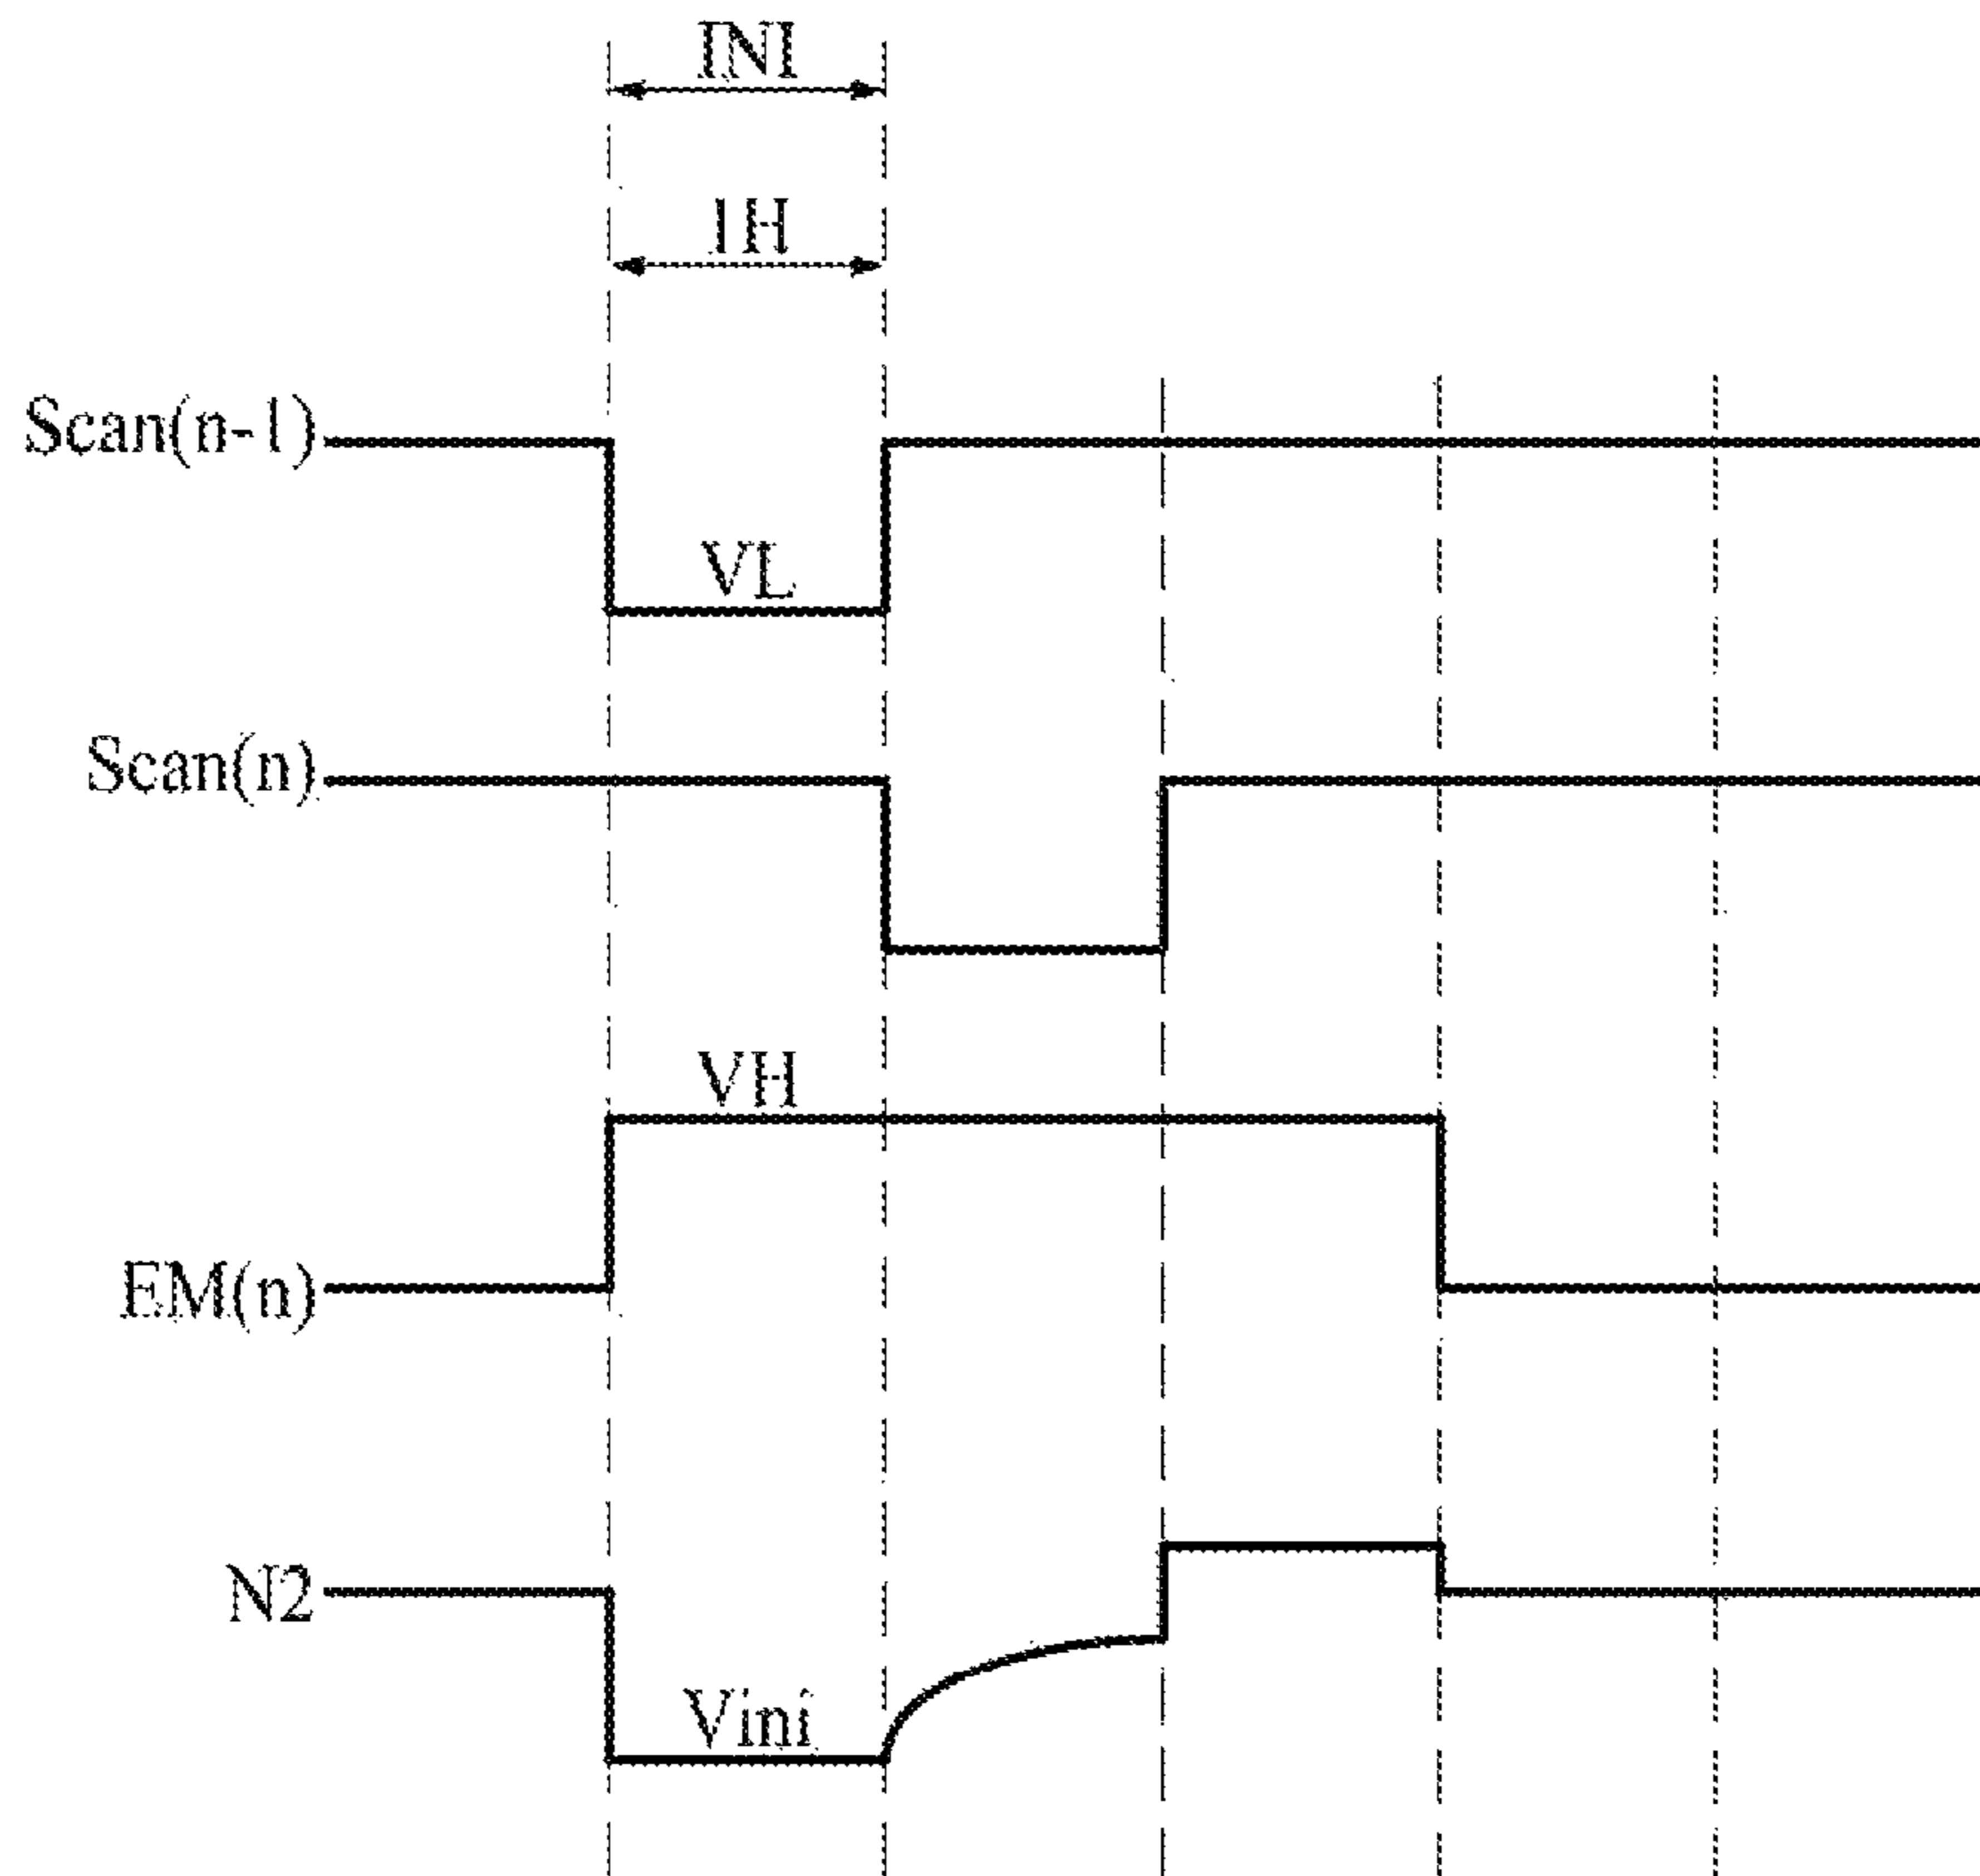 INI
1H
Scan(n-1)
VL
Scan(n)
VH
EM(n)
N2
Vini